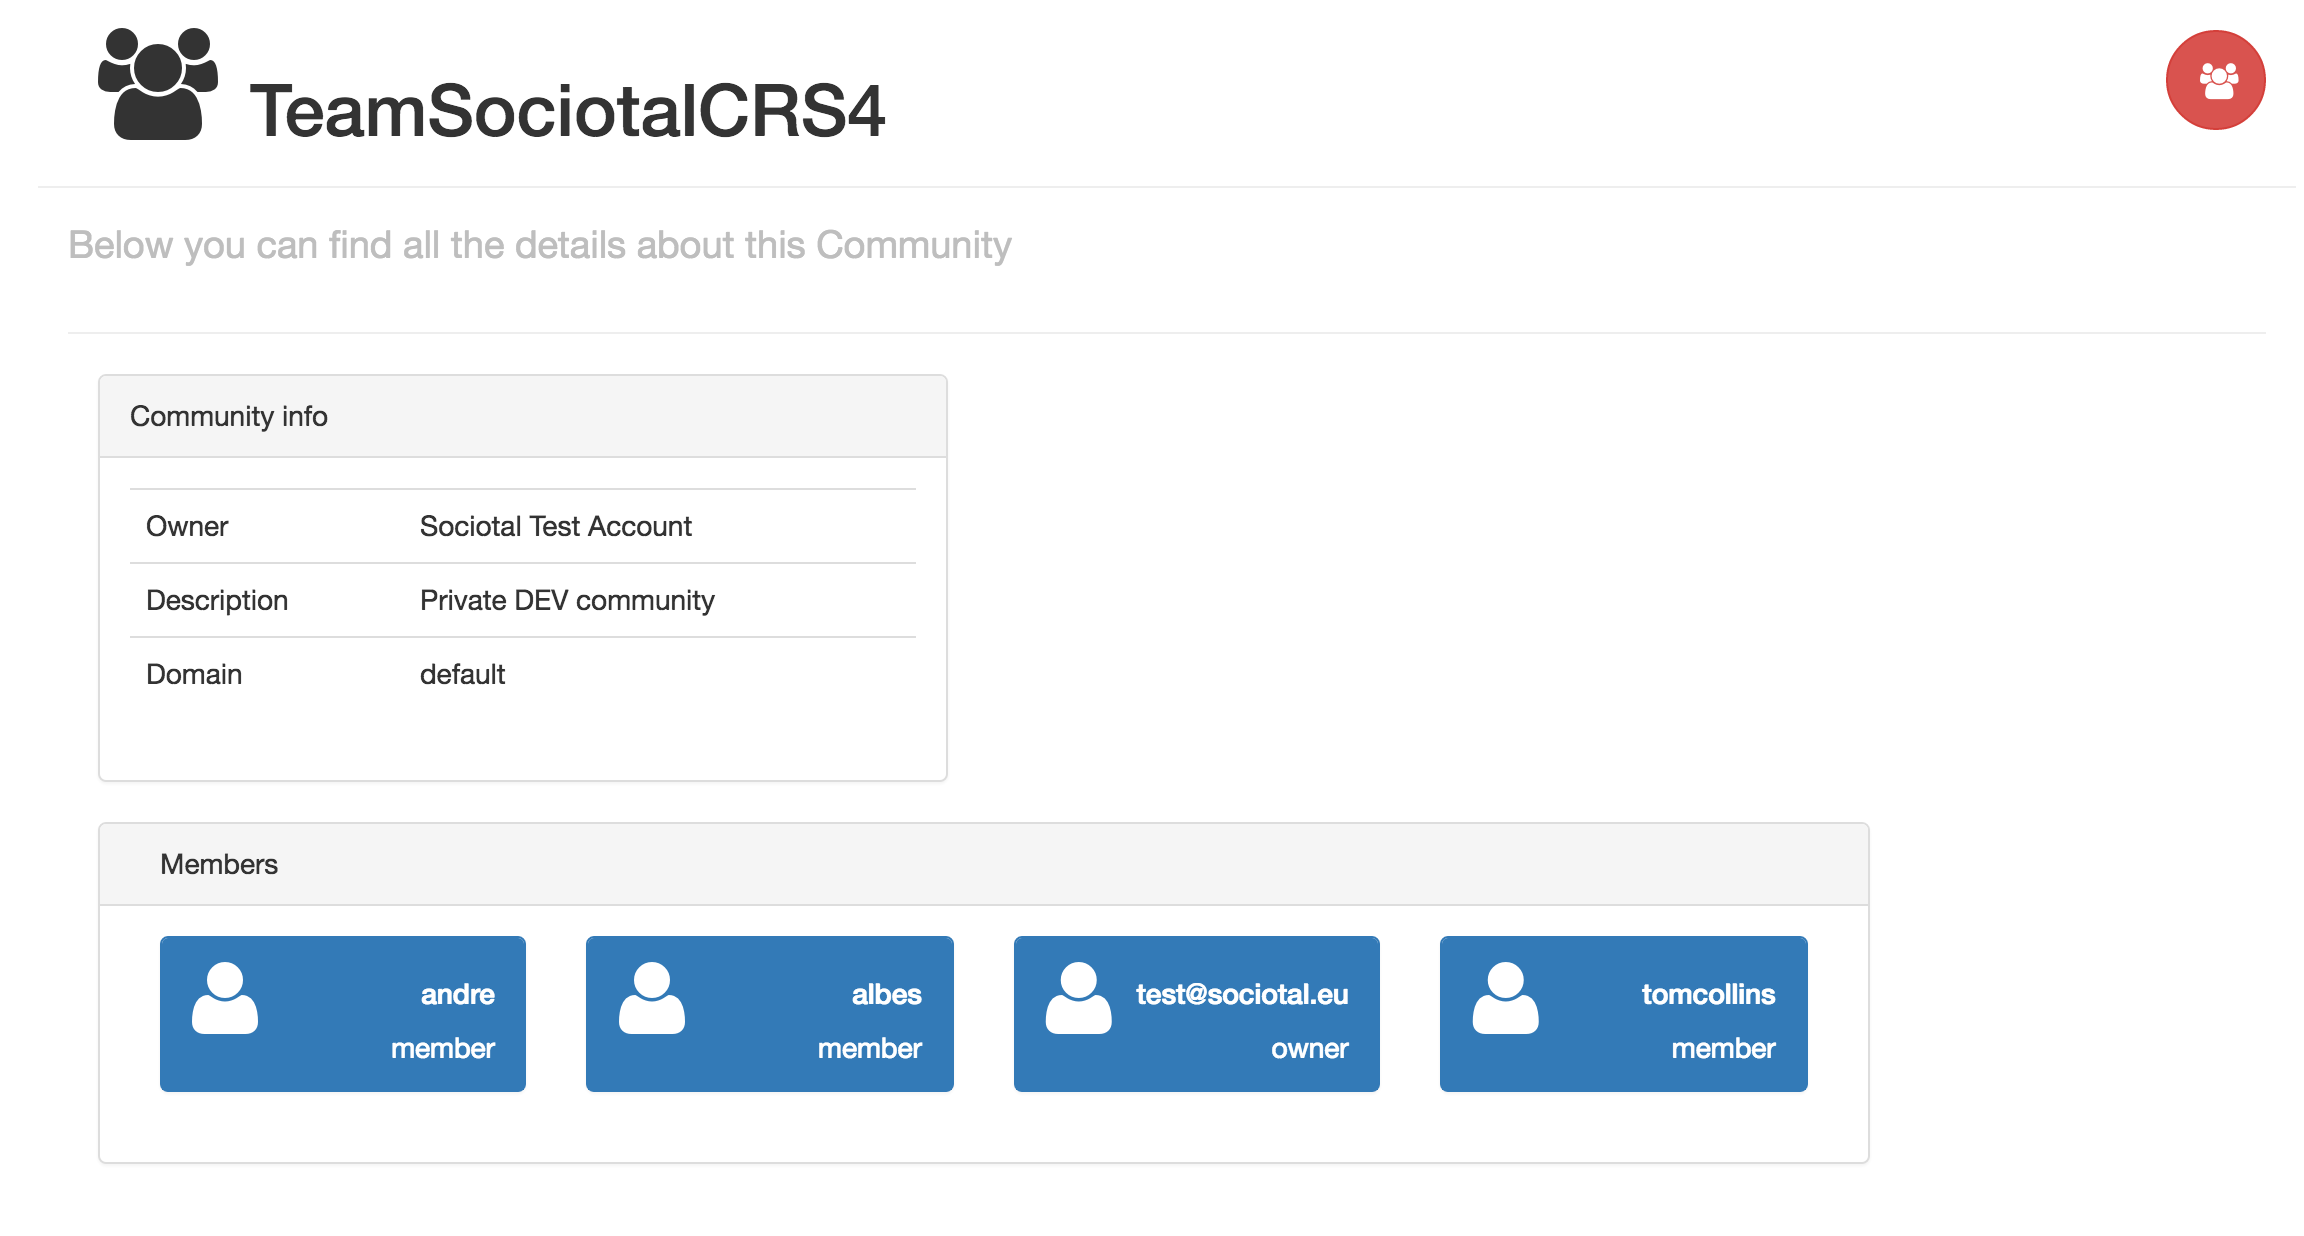 TeamSociotalCRS4
Below you can find all the details about this Community
Community info
Owner Sociotal Test Account
Description Private DEV community
Domain default
Members
andre
member
albes
member
test@sociotal.eu
owner
tomcollins
member